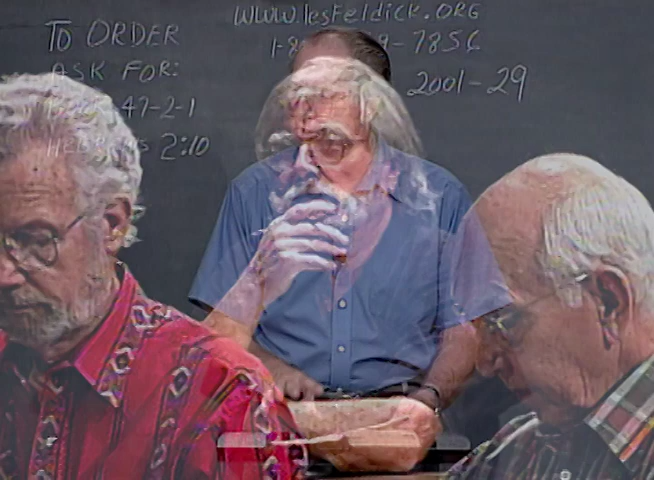 TO ORDER
ASK FOR:
47-2-1
2:10
WWW.lesFeldick.ORG
1-8
9-7856
2001-29